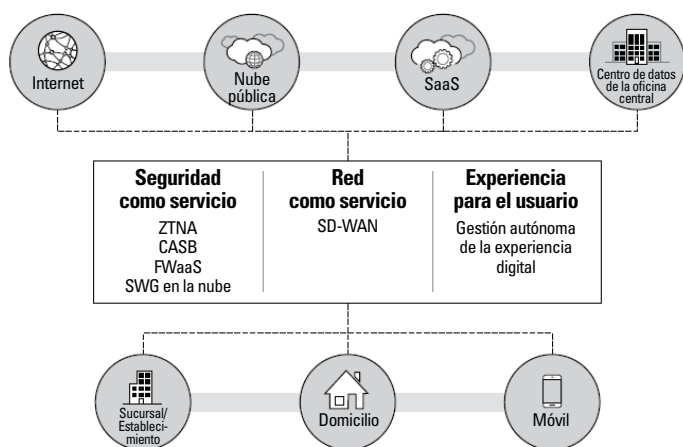 Internet
Nube
pública
SaaS
Centro de datos
de la oficina
central
Seguridad
como servicio
ZTNA
CASB
FWaaS
SWG en la nube
Red
como servicio
SD-WAN
Experiencia
para el usuario
Gestión autónoma
de la experiencia
digital
Sucursal/
Estableci-
miento
Domicilio
Móvil